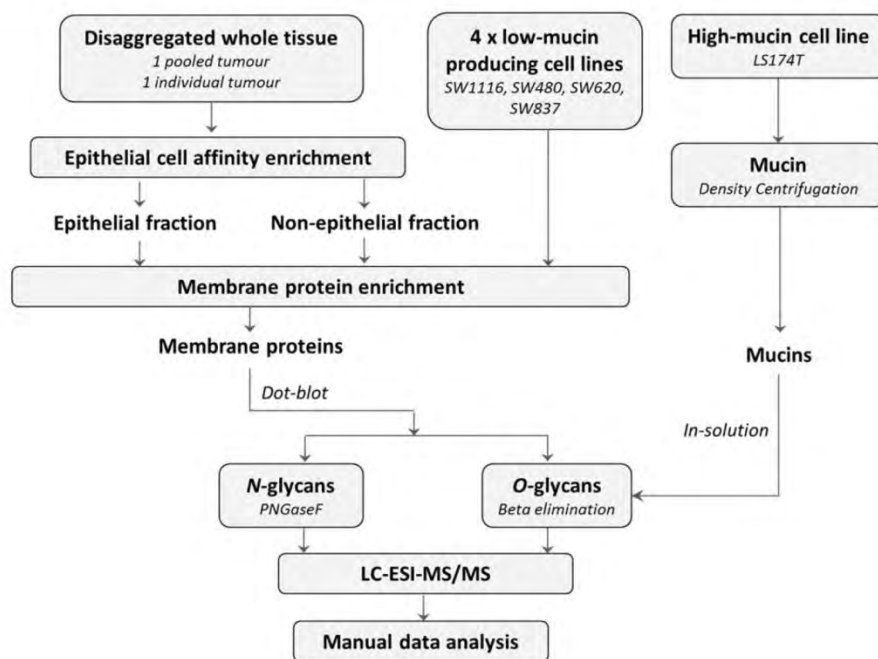 Disaggregated whole tissue
1 pooled tumour
1 individual tumour
4 x low-mucin
producing cell lines
SW1116, SW480, SW620,
SW837
High-mucin cell line
LS174T
Epithelial cell affinity enrichment
Mucin
Density Centrifugation
Epithelial fraction
Non-epithelial fraction
Membrane protein enrichment
Membrane proteins
Mucins
Dot-blot
In-solution
N-glycans
PNGaseF
O-glycans
Beta elimination
LC-ESI-MS/MS
Manual data analysis